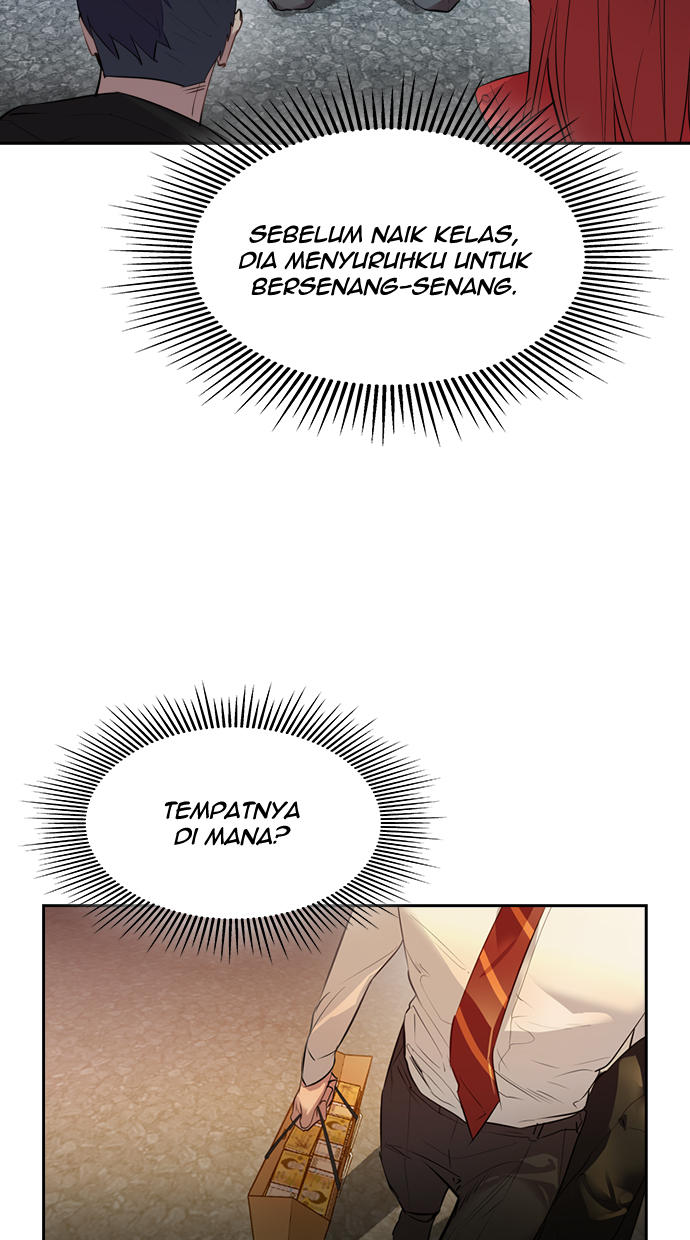 SEBELUM NAIK KELAS,
DIA MENYURUHKU UNTUK
BERSENANG-SENANG.
TEMPATNYA
DI MANA?